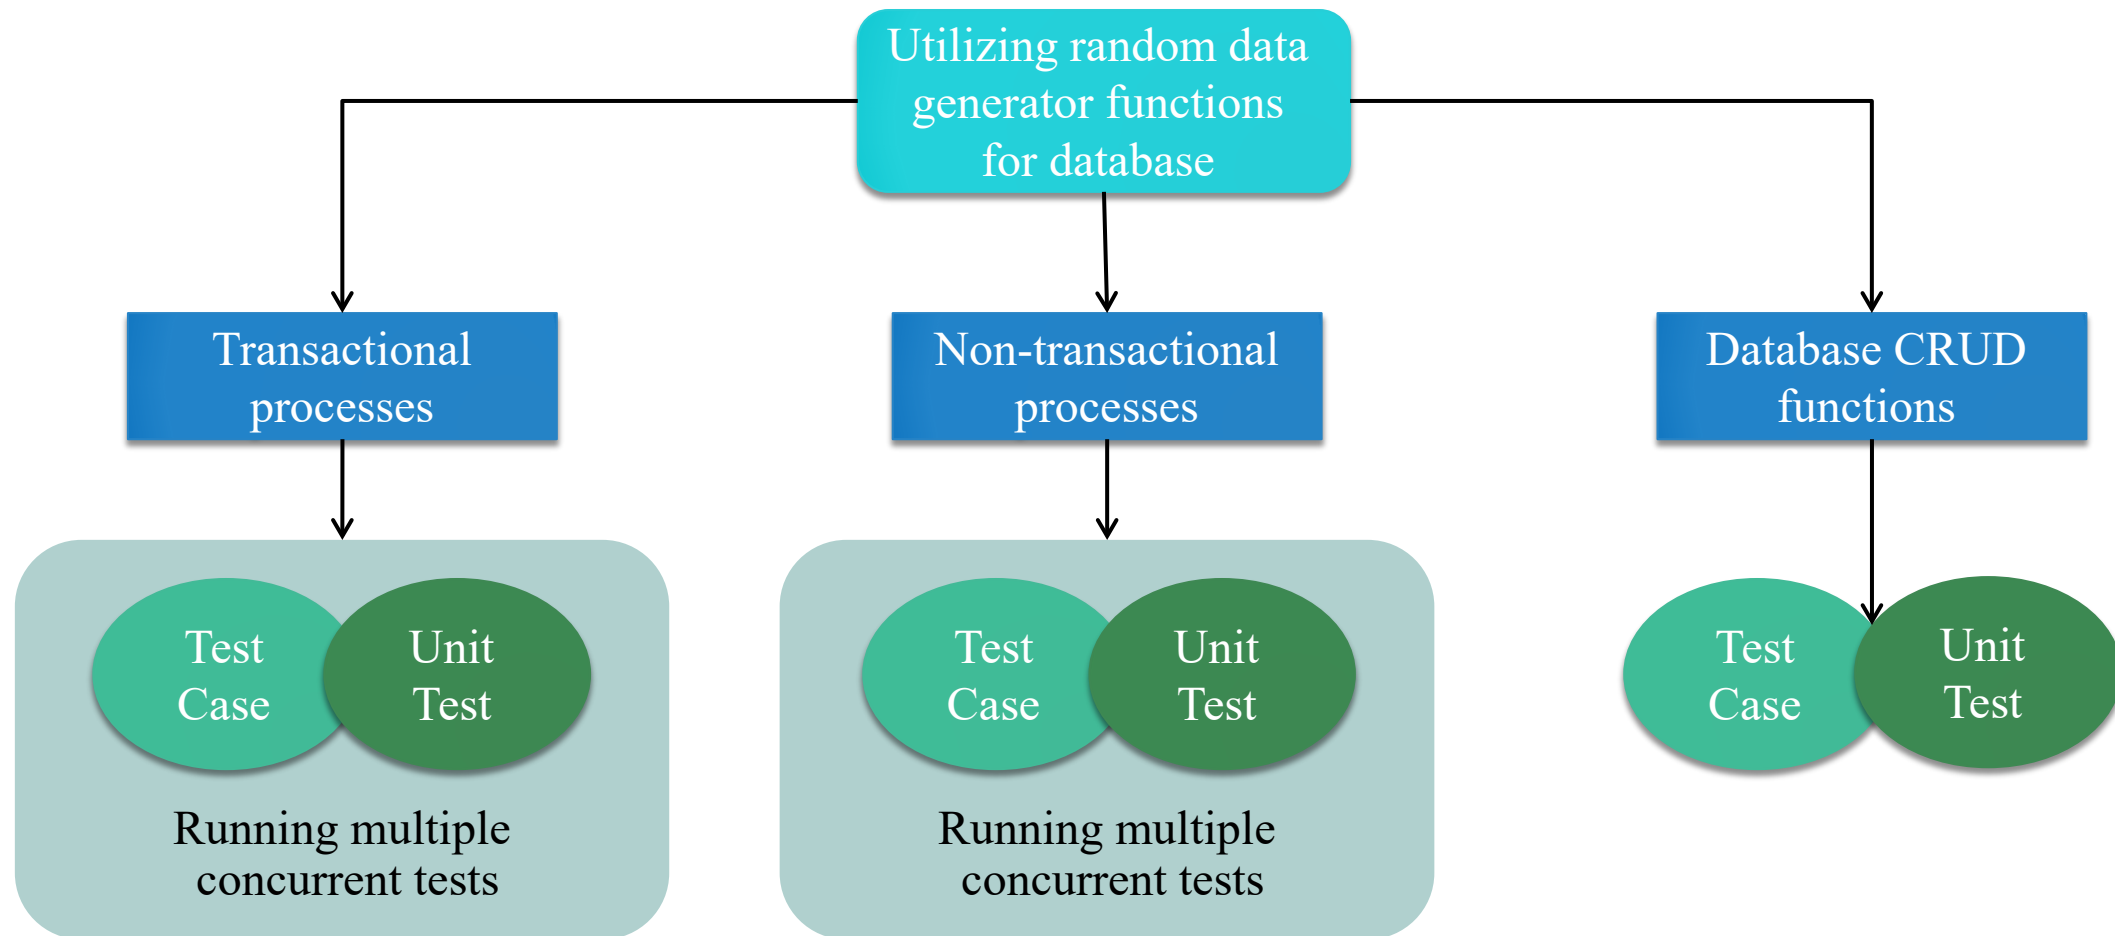 Utilizing random data
generator functions
for database
Transactional
processes
Non-transactional
processes
Database CRUD
functions
Test
Case
Unit
Test
Running multiple
concurrent tests
Test
Case
Unit
Test
Running multiple
concurrent tests
Test
Case
Unit
Test